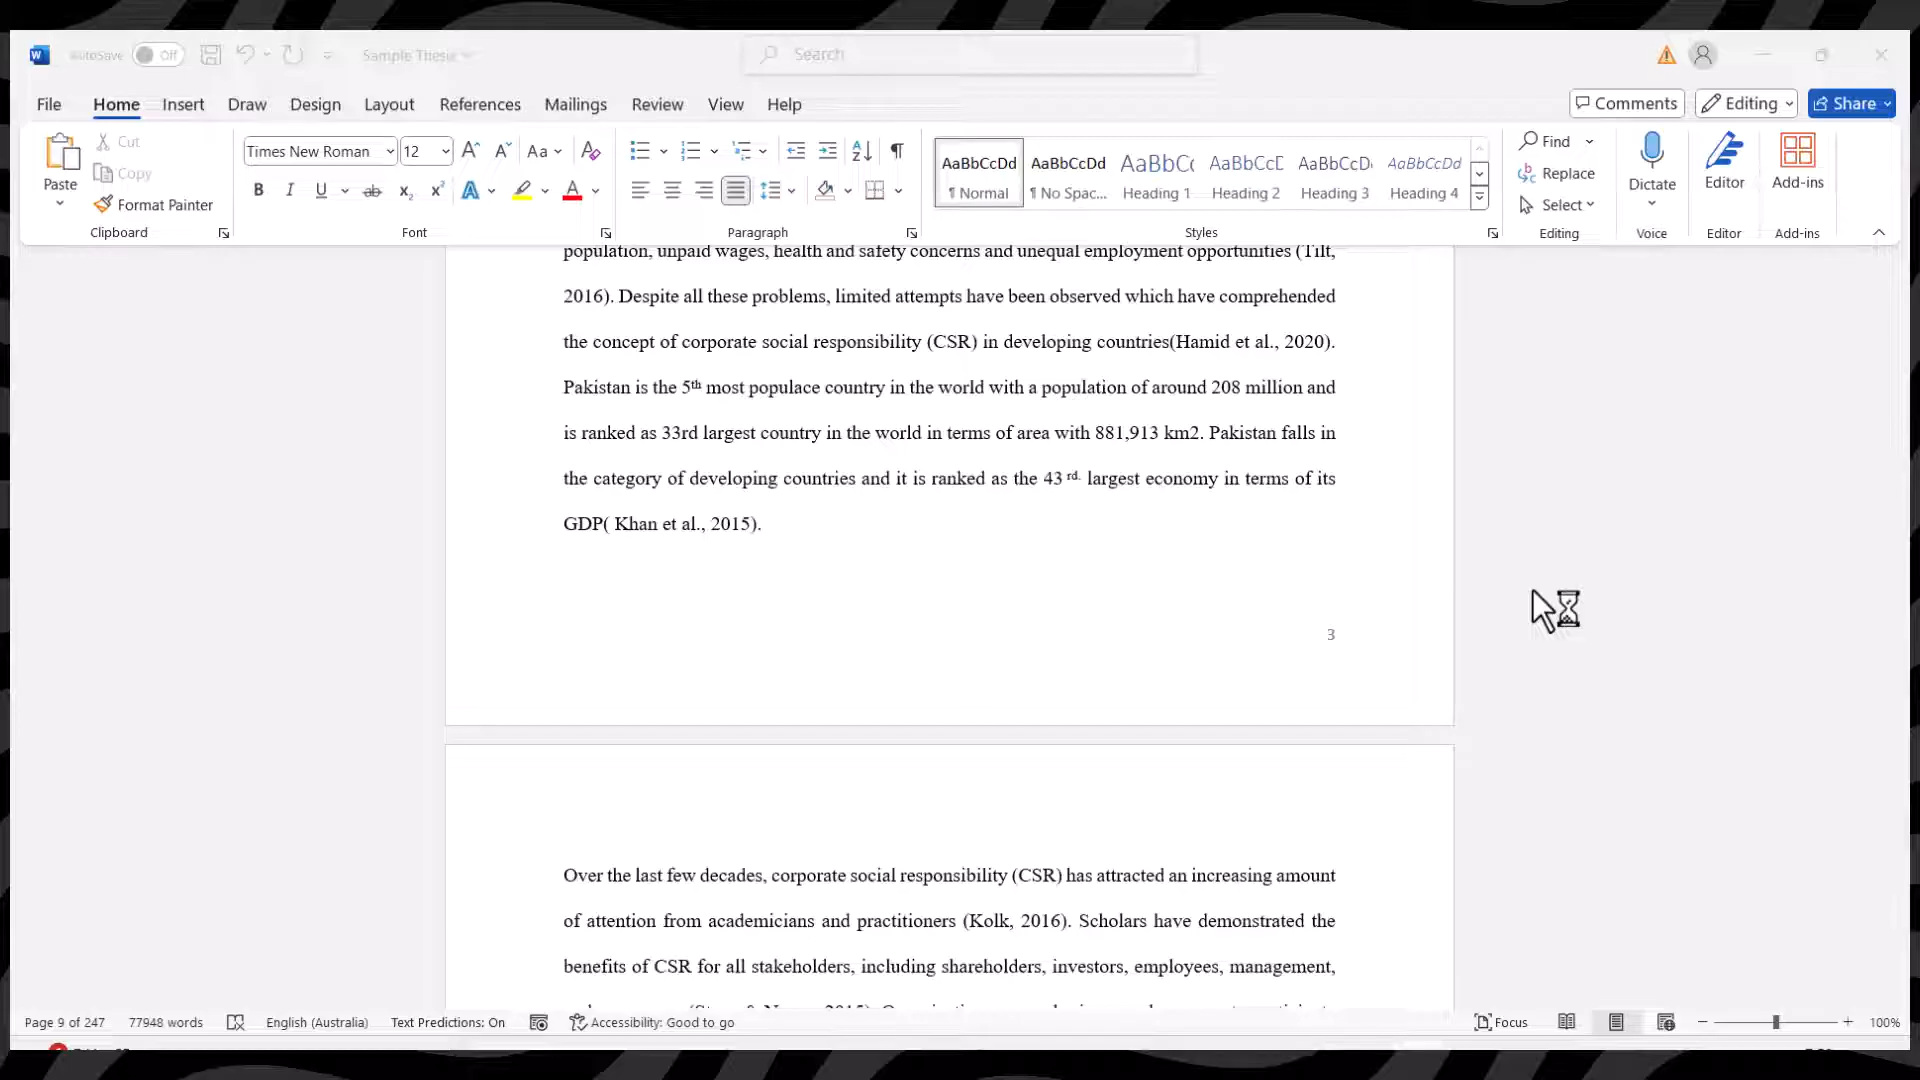 AutoSave Off Sample Thesis Search
File Home Insert Draw Design Layout References Mailings Review View Help Comments Editing Share
Paste Cut Copy Format Painter Clipboard
Times New Roman 12 Aa Font
Paragraph
AaBbCcDd AaBbCcDd AaBbC AaBbCcD AaBbCcD AaBbCcDd
¶ Normal ¶ No Spac... Heading 1 Heading 2 Heading 3 Heading 4
Styles
Find
Replace
Select
Editing
Dictate
Voice
Editor
Editor
Add-ins
Add-ins
population, unpaid wages, health and safety concerns and unequal employment opportunities (Tilt,
2016). Despite all these problems, limited attempts have been observed which have comprehended
the concept of corporate social responsibility (CSR) in developing countries(Hamid et al., 2020).
Pakistan is the 5th most populace country in the world with a population of around 208 million and
is ranked as 33rd largest country in the world in terms of area with 881,913 km2. Pakistan falls in
the category of developing countries and it is ranked as the 43 rd. largest economy in terms of its
GDP( Khan et al., 2015).
3
Over the last few decades, corporate social responsibility (CSR) has attracted an increasing amount
of attention from academicians and practitioners (Kolk, 2016). Scholars have demonstrated the
benefits of CSR for all stakeholders, including shareholders, investors, employees, management,
Page 9 of 247 77948 words English (Australia) Text Predictions: On Accessibility: Good to go Focus 100%